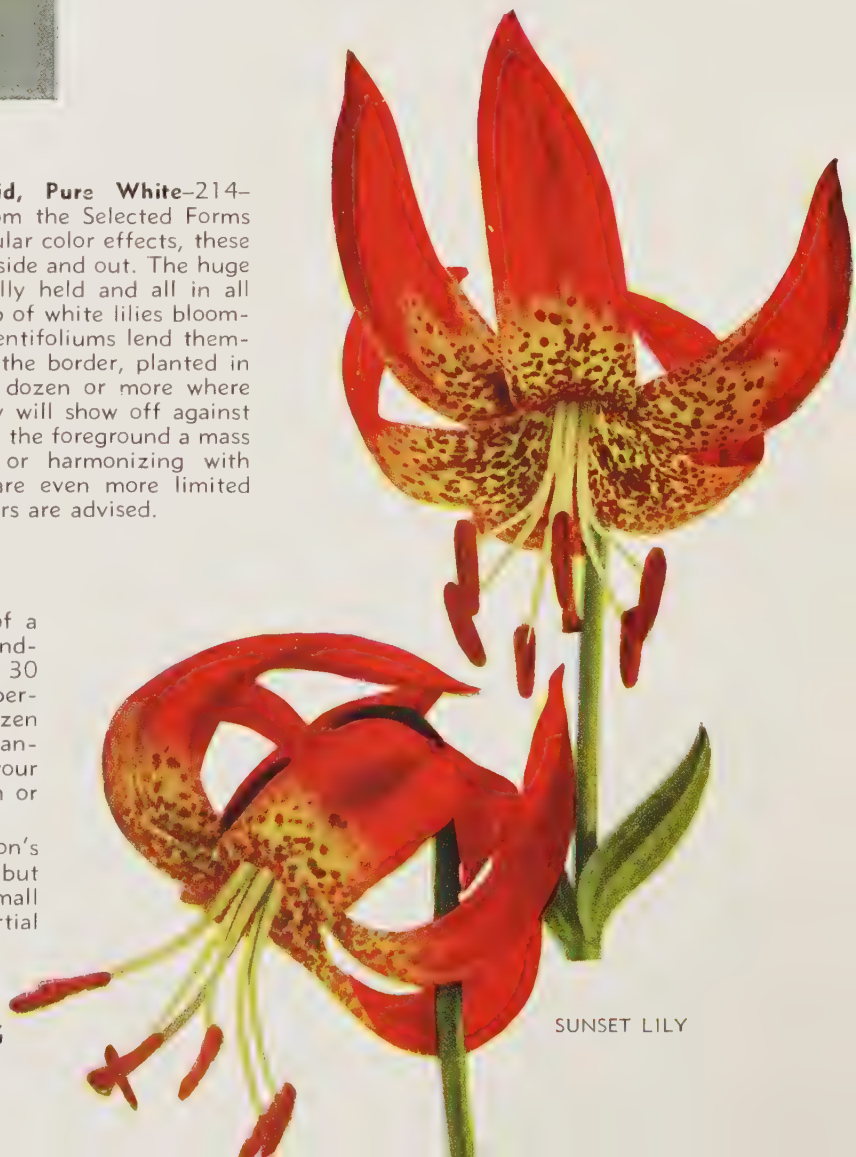 id, Pure White–214–
om the Selected Forms
ular color effects, these
side and out. The huge
lly held and all in all
p of white lilies bloom-
entifoliums lend them-
the border, planted in
dozen or more where
y will show off against
the foreground a mass
or harmonizing with
are even more limited
rs are advised.
of a
nd-
30
per-
zen
an-
our
n or
on's
but
mall
rtial
SUNSET LILY